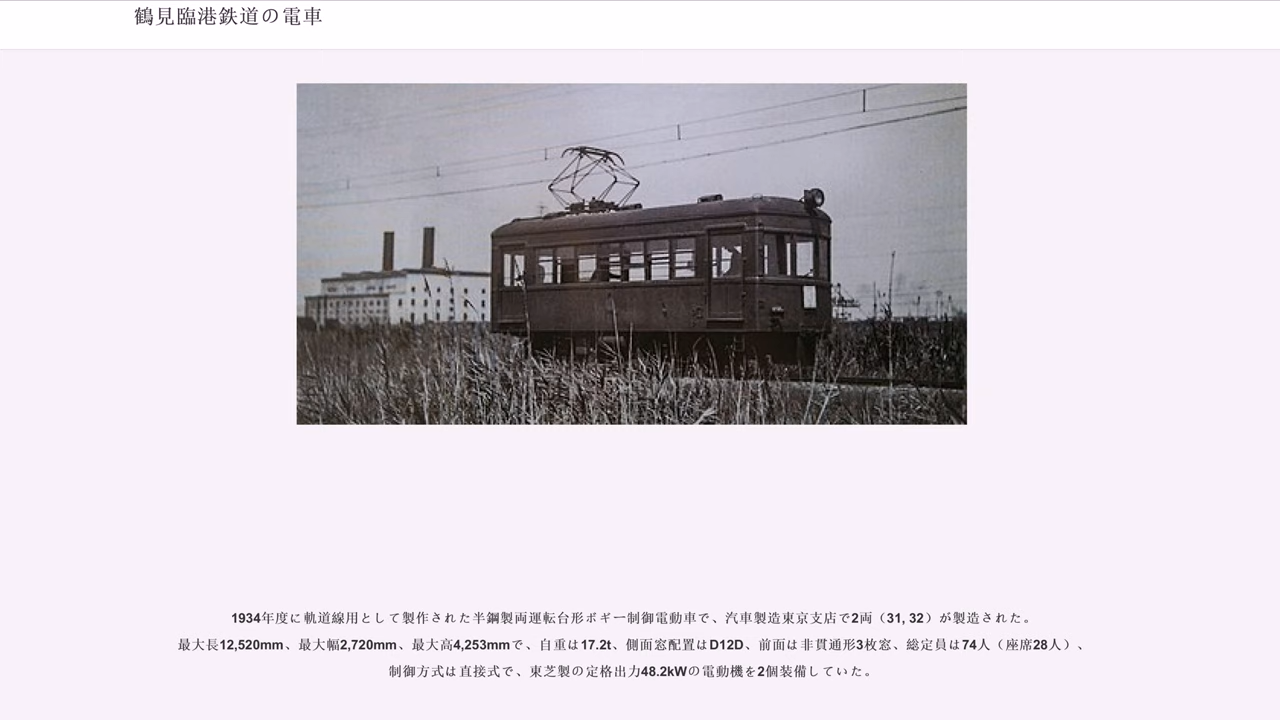 鶴見臨港鉄道の電車
1934年度に軌道線用として製作された半鋼製両運転台形ボギー制御電動車で、汽車製造東京支店で2両（31, 32）が製造された。
最大長12,520mm、最大幅2,720mm、最大高4,253mmで、自重は17.2t、側面窓配置はD12D、前面は非貫通形3枚窓、総定員は74人（座席28人）、
制御方式は直接式で、東芝製の定格出力48.2kWの電動機を2個装備していた。